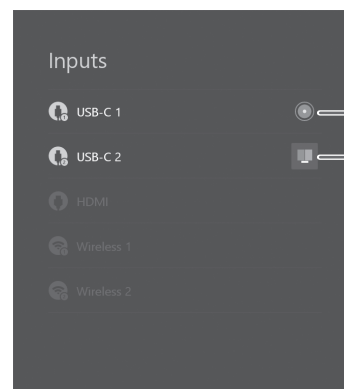 Inputs
USB-C 1
USB-C 2
HDMI
Wireless 1
Wireless 2